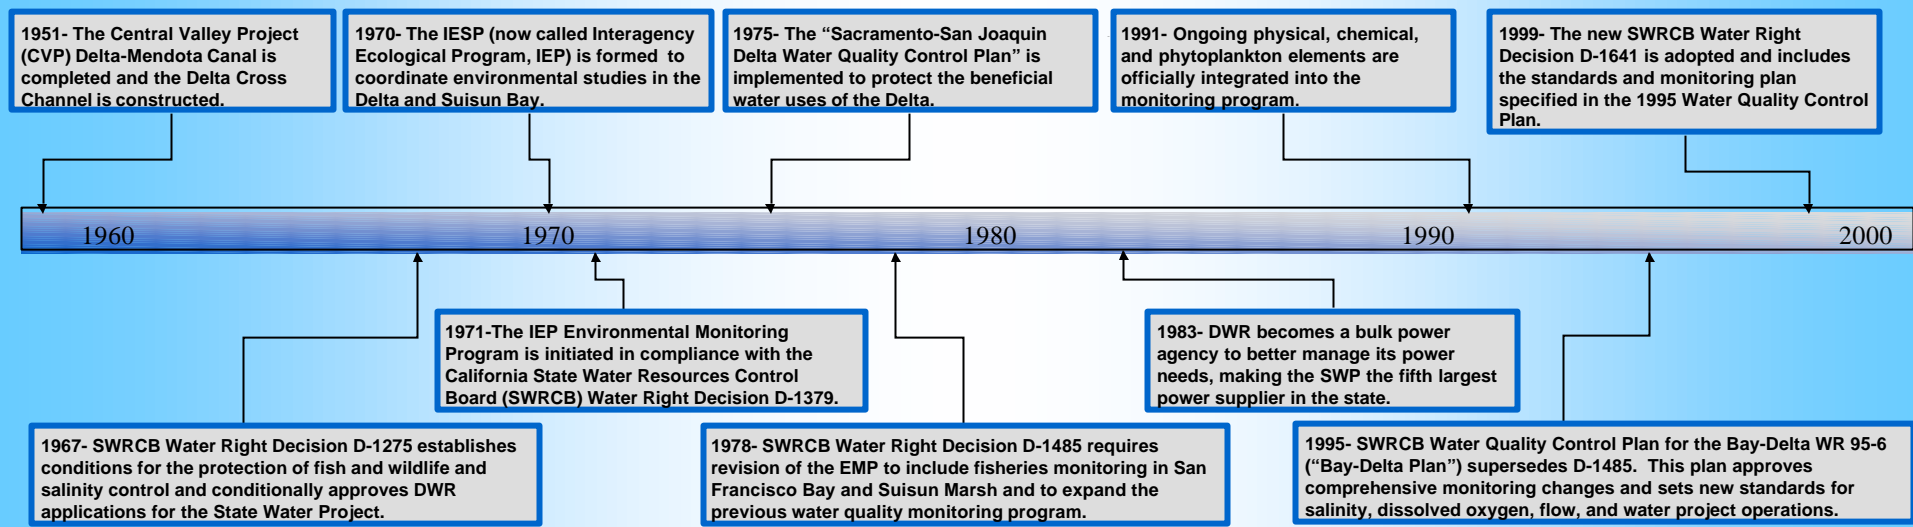 1951- The Central Valley Project
(CVP) Delta-Mendota Canal is
completed and the Delta Cross
Channel is constructed.
1970- The IESP (now called Interagency
Ecological Program, IEP) is formed to
coordinate environmental studies in the
Delta and Suisun Bay.
1975- The “Sacramento-San Joaquin
Delta Water Quality Control Plan” is
implemented to protect the beneficial
water uses of the Delta.
1991- Ongoing physical, chemical,
and phytoplankton elements are
officially integrated into the
monitoring program.
1999- The new SWRCB Water Right
Decision D-1641 is adopted and includes
the standards and monitoring plan
specified in the 1995 Water Quality Control
Plan.
1960 1970 1980 1990 2000
1971-The IEP Environmental Monitoring
Program is initiated in compliance with the
California State Water Resources Control
Board (SWRCB) Water Right Decision D-1379.
1983- DWR becomes a bulk power
agency to better manage its power
needs, making the SWP the fifth largest
power supplier in the state.
1967- SWRCB Water Right Decision D-1275 establishes
conditions for the protection of fish and wildlife and
salinity control and conditionally approves DWR
applications for the State Water Project.
1978- SWRCB Water Right Decision D-1485 requires
revision of the EMP to include fisheries monitoring in San
Francisco Bay and Suisun Marsh and to expand the
previous water quality monitoring program.
1995- SWRCB Water Quality Control Plan for the Bay-Delta WR 95-6
(“Bay-Delta Plan”) supersedes D-1485. This plan approves
comprehensive monitoring changes and sets new standards for
salinity, dissolved oxygen, flow, and water project operations.